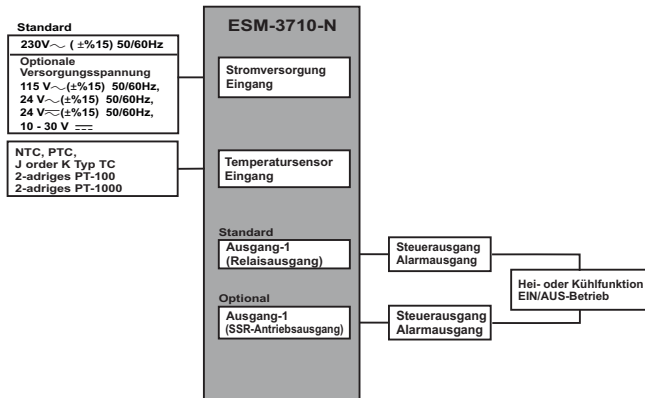 ESM-3710-N
Standard
230V∼ ( ±%15) 50/60Hz
Optionale
Versorgungsspannung
115 V∼(±%15) 50/60Hz,
24 V∼(±%15) 50/60Hz,
24 V⏦(±%15) 50/60Hz,
10 - 30 V ⎓
Stromversorgung
Eingang
NTC, PTC,
J order K Typ TC
2-adriges PT-100
2-adriges PT-1000
Temperatursensor
Eingang
Standard
Ausgang-1
(Relaisausgang)
Steuerausgang
Alarmausgang
Hei- oder Kühlfunktion
EIN/AUS-Betrieb
Optional
Ausgang-1
(SSR-Antriebsausgang)
Steuerausgang
Alarmausgang